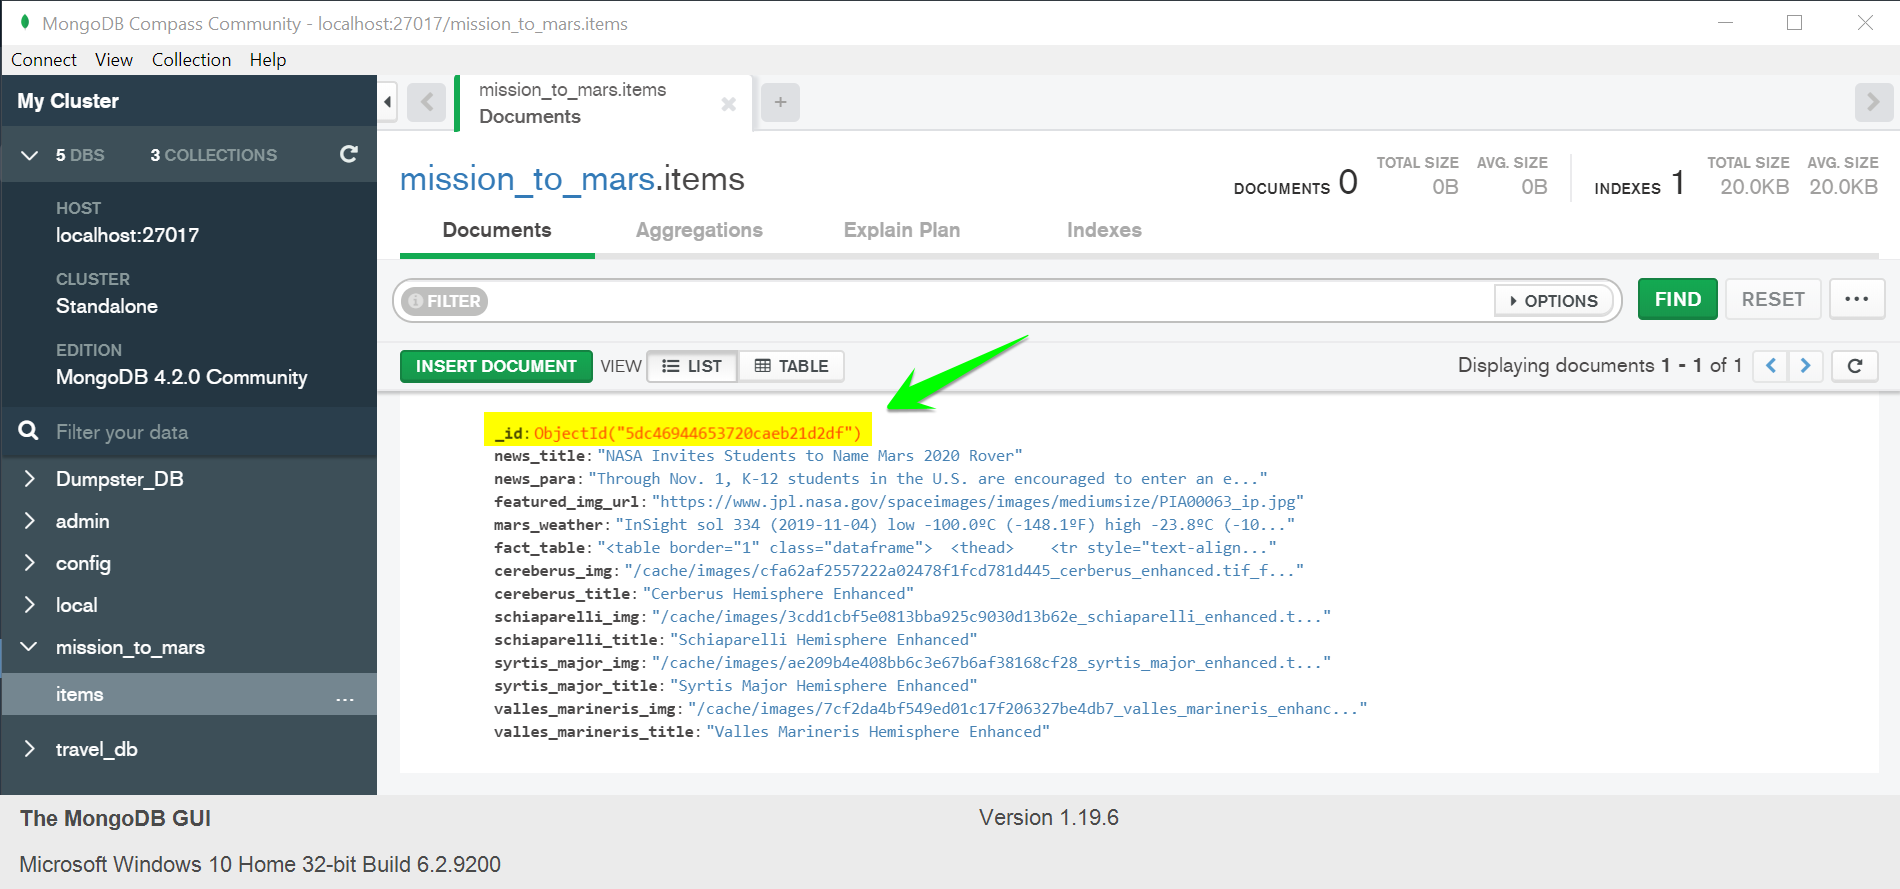 MongoDB Compass Community - localhost:27017/mission_to_mars.items
Connect View Collection Help
My Cluster
5 DBS 3 COLLECTIONS
HOST
localhost:27017
CLUSTER
Standalone
EDITION
MongoDB 4.2.0 Community
Filter your data
Dumpster_DB
admin
config
local
mission_to_mars
items ...
travel_db
mission_to_mars.items
Documents
mission_to_mars.items
DOCUMENTS 0 TOTAL SIZE 0B AVG. SIZE 0B INDEXES 1 TOTAL SIZE 20.0KB AVG. SIZE 20.0KB
Documents Aggregations Explain Plan Indexes
FILTER OPTIONS FIND RESET ...
INSERT DOCUMENT VIEW LIST TABLE Displaying documents 1 - 1 of 1
_id: ObjectId("5dc46944653720caeb21d2df")
news_title: "NASA Invites Students to Name Mars 2020 Rover"
news_para: "Through Nov. 1, K-12 students in the U.S. are encouraged to enter an e..."
featured_img_url: "https://www.jpl.nasa.gov/spaceimages/images/mediumsize/PIA00063_ip.jpg"
mars_weather: "InSight sol 334 (2019-11-04) low -100.0ºC (-148.1ºF) high -23.8ºC (-10..."
fact_table: "<table border="1" class="dataframe"> <thead> <tr style="text-align..."
cereberus_img: "/cache/images/cfa62af2557222a02478f1fcd781d445_cerberus_enhanced.tif_f..."
cereberus_title: "Cerberus Hemisphere Enhanced"
schiaparelli_img: "/cache/images/3cdd1cbf5e0813bba925c9030d13b62e_schiaparelli_enhanced.t..."
schiaparelli_title: "Schiaparelli Hemisphere Enhanced"
syrtis_major_img: "/cache/images/ae209b4e408bb6c3e67b6af38168cf28_syrtis_major_enhanced.t..."
syrtis_major_title: "Syrtis Major Hemisphere Enhanced"
valles_marineris_img: "/cache/images/7cf2da4bf549ed01c17f206327be4db7_valles_marineris_enhanc..."
valles_marineris_title: "Valles Marineris Hemisphere Enhanced"
The MongoDB GUI Version 1.19.6
Microsoft Windows 10 Home 32-bit Build 6.2.9200